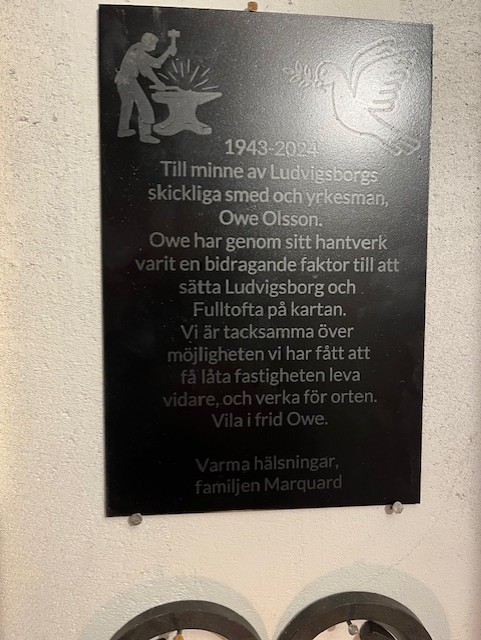 1943-2024
Till minne av Ludvigsborgs
skickliga smed och yrkesman,
Owe Olsson.
Owe har genom sitt hantverk
varit en bidragande faktor till att
sätta Ludvigsborg och
Fulltofta på kartan.
Vi är tacksamma över
möjligheten vi har fått att
få låta fastigheten leva
vidare, och verka för orten.
Vila i frid Owe.
Varma hälsningar,
familjen Marquard